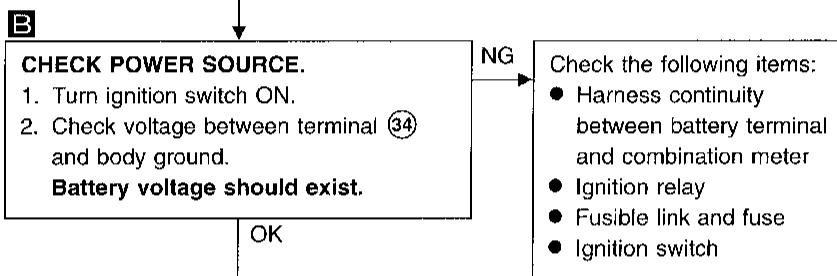 B
CHECK POWER SOURCE.
1. Turn ignition switch ON.
2. Check voltage between terminal 34
and body ground.
Battery voltage should exist.
NG
OK
Check the following items:
● Harness continuity
between battery terminal
and combination meter
● Ignition relay
● Fusible link and fuse
● Ignition switch